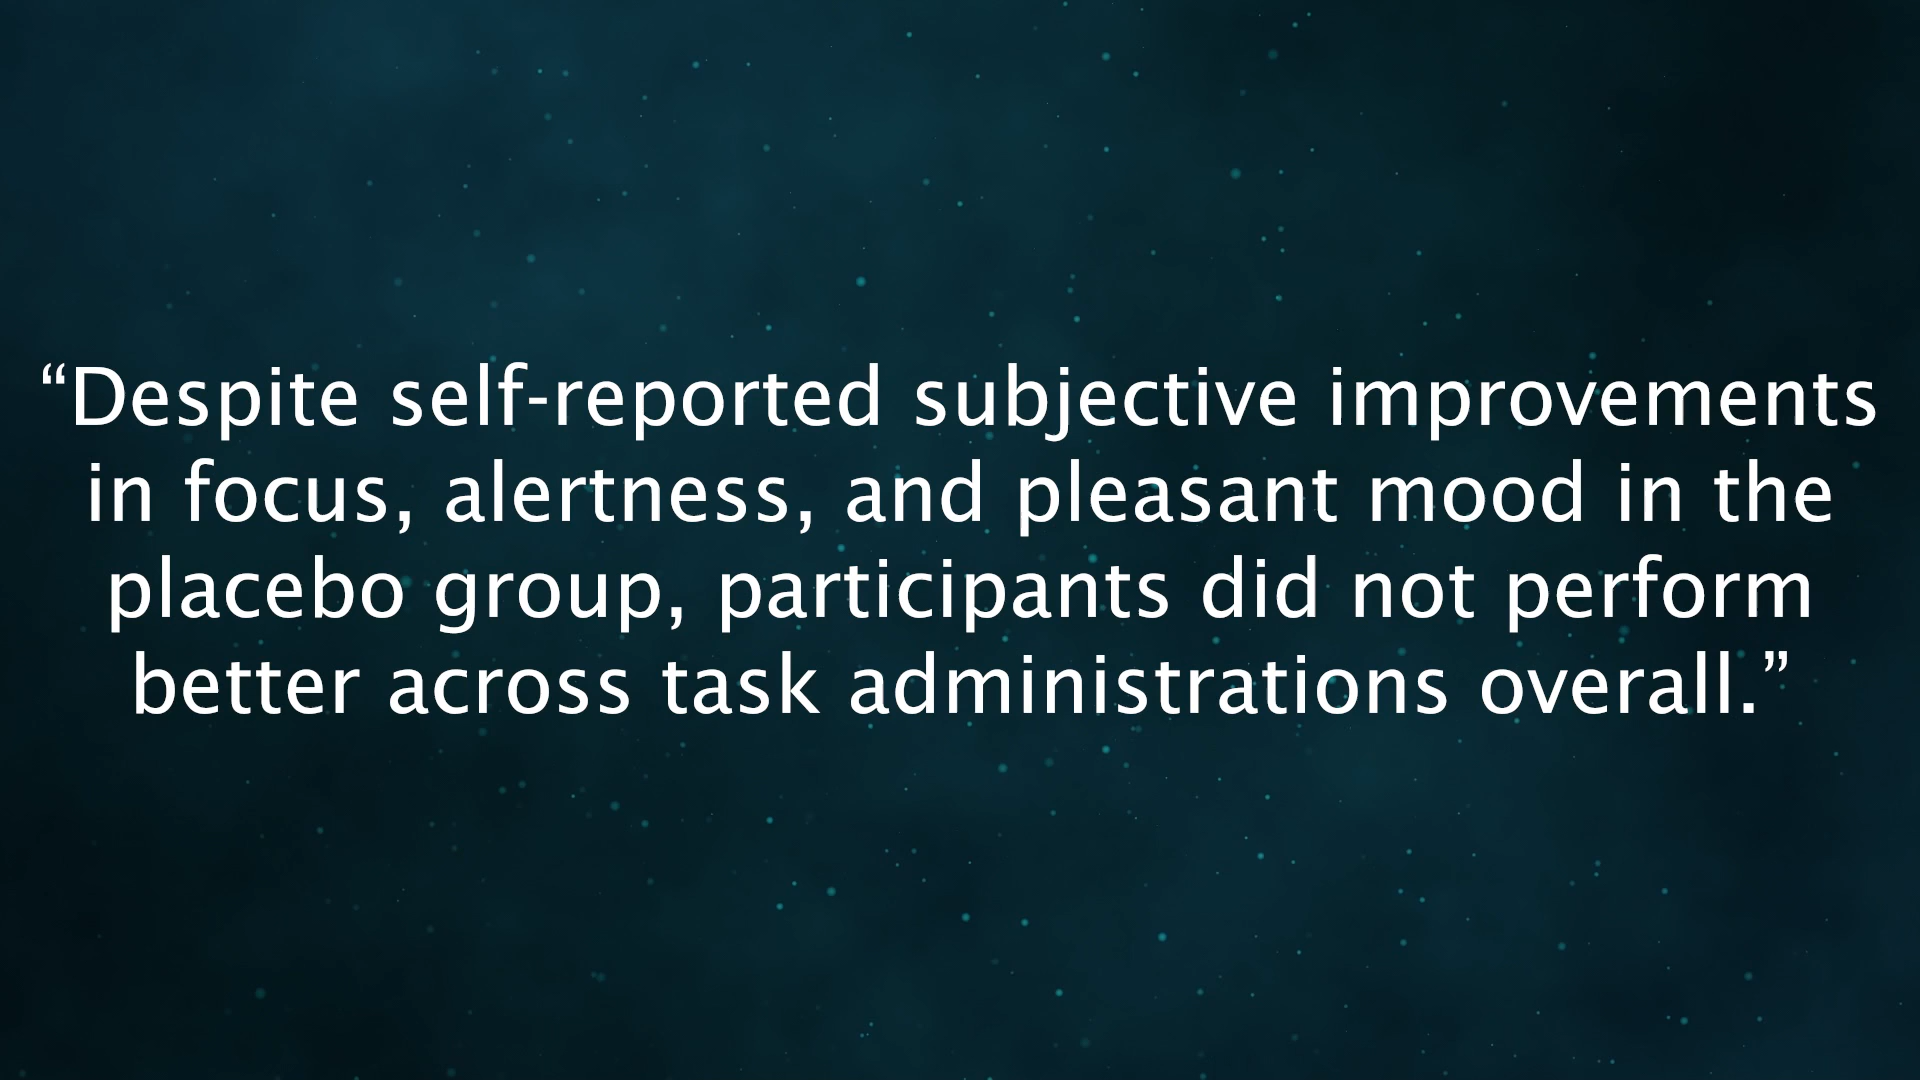 “Despite self-reported subjective improvements
in focus, alertness, and pleasant mood in the
placebo group, participants did not perform
better across task administrations overall.”